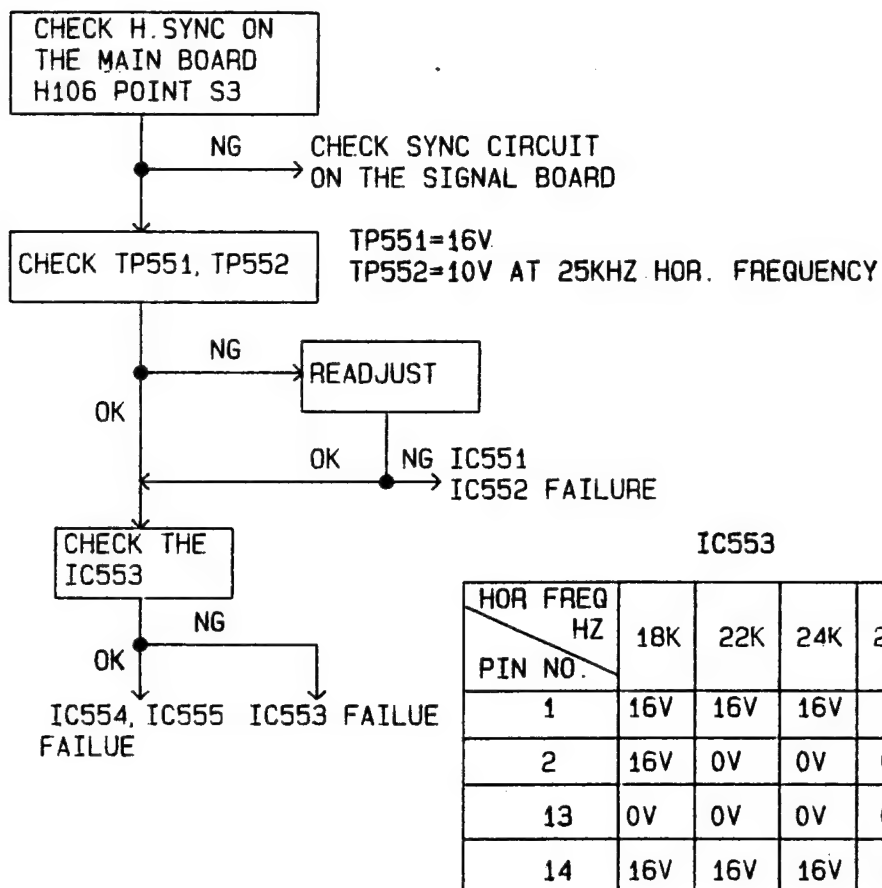 CHECK H.SYNC ON
THE MAIN BOARD
H106 POINT S3
NG
CHECK SYNC CIRCUIT
ON THE SIGNAL BOARD
CHECK TP551, TP552
TP551=16V
TP552=10V AT 25KHZ HOR. FREQUENCY
NG
READJUST
OK
OK
NG IC551
IC552 FAILURE
CHECK THE
IC553
NG
OK
IC554, IC555
FAILUE
IC553 FAILUE
IC553
HOR FREQ
HZ
PIN NO.
18K 22K 24K
1 16V 16V 16V
2 16V 0V 0V
13 0V 0V 0V
14 16V 16V 16V